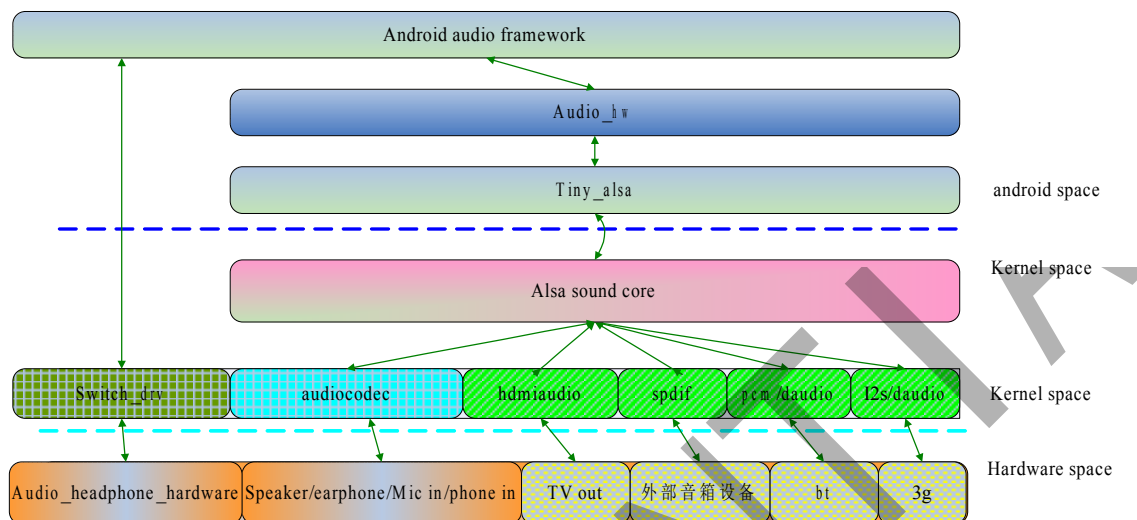 Android audio framework
Audio_hw
Tiny_alsa
android space
Kernel space
Alsa sound core
Switch_drv
audiocodec
hdmiaudio
spdif
pcm/daudio
I2s/daudio
Kernel space
Hardware space
Audio_headphone_hardware
Speaker/earphone/Mic in/phone in
TV out
外部音箱设备
bt
3g